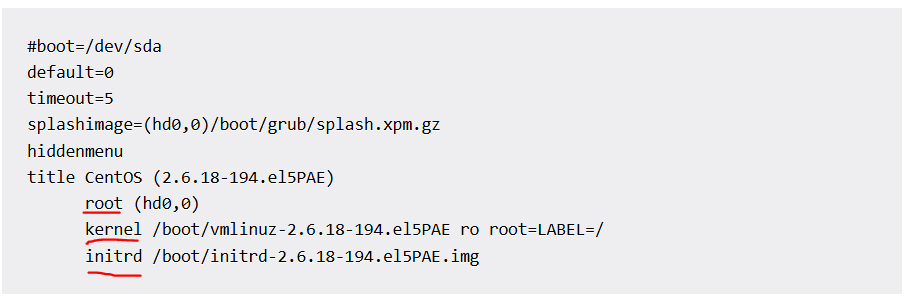 #boot=/dev/sda
default=0
timeout=5
splashimage=(hd0,0)/boot/grub/splash.xpm.gz
hiddenmenu
title CentOS (2.6.18-194.el5PAE)
root (hd0,0)
kernel /boot/vmlinuz-2.6.18-194.el5PAE ro root=LABEL=/
initrd /boot/initrd-2.6.18-194.el5PAE.img